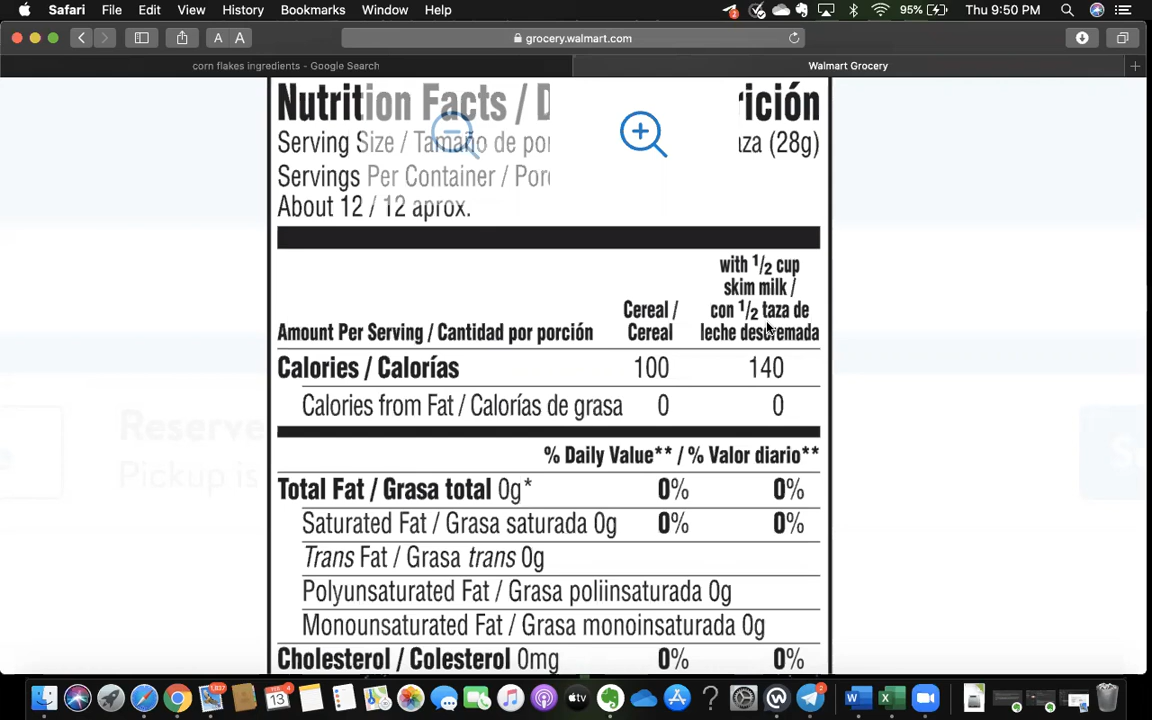 Safari File Edit View History Bookmarks Window Help 95% Thu 9:50 PM
A A grocery.walmart.com
corn flakes ingredients - Google Search Walmart Grocery
Nutrition Facts / D rición
Serving Size / Tamaño de por aza (28g)
Servings Per Container / Porc
About 12 / 12 aprox.
with 1/2 cup
skim milk /
Cereal / con 1/2 taza de
Amount Per Serving / Cantidad por porción Cereal leche descremada
Calories / Calorías 100 140
Calories from Fat / Calorías de grasa 0 0
Reserve
% Daily Value** / % Valor diario**
Pickup is
Total Fat / Grasa total 0g* 0% 0%
Saturated Fat / Grasa saturada 0g 0% 0%
Trans Fat / Grasa trans 0g
Polyunsaturated Fat / Grasa poliinsaturada 0g
Monounsaturated Fat / Grasa monoinsaturada 0g
Cholesterol / Colesterol 0mg 0% 0%